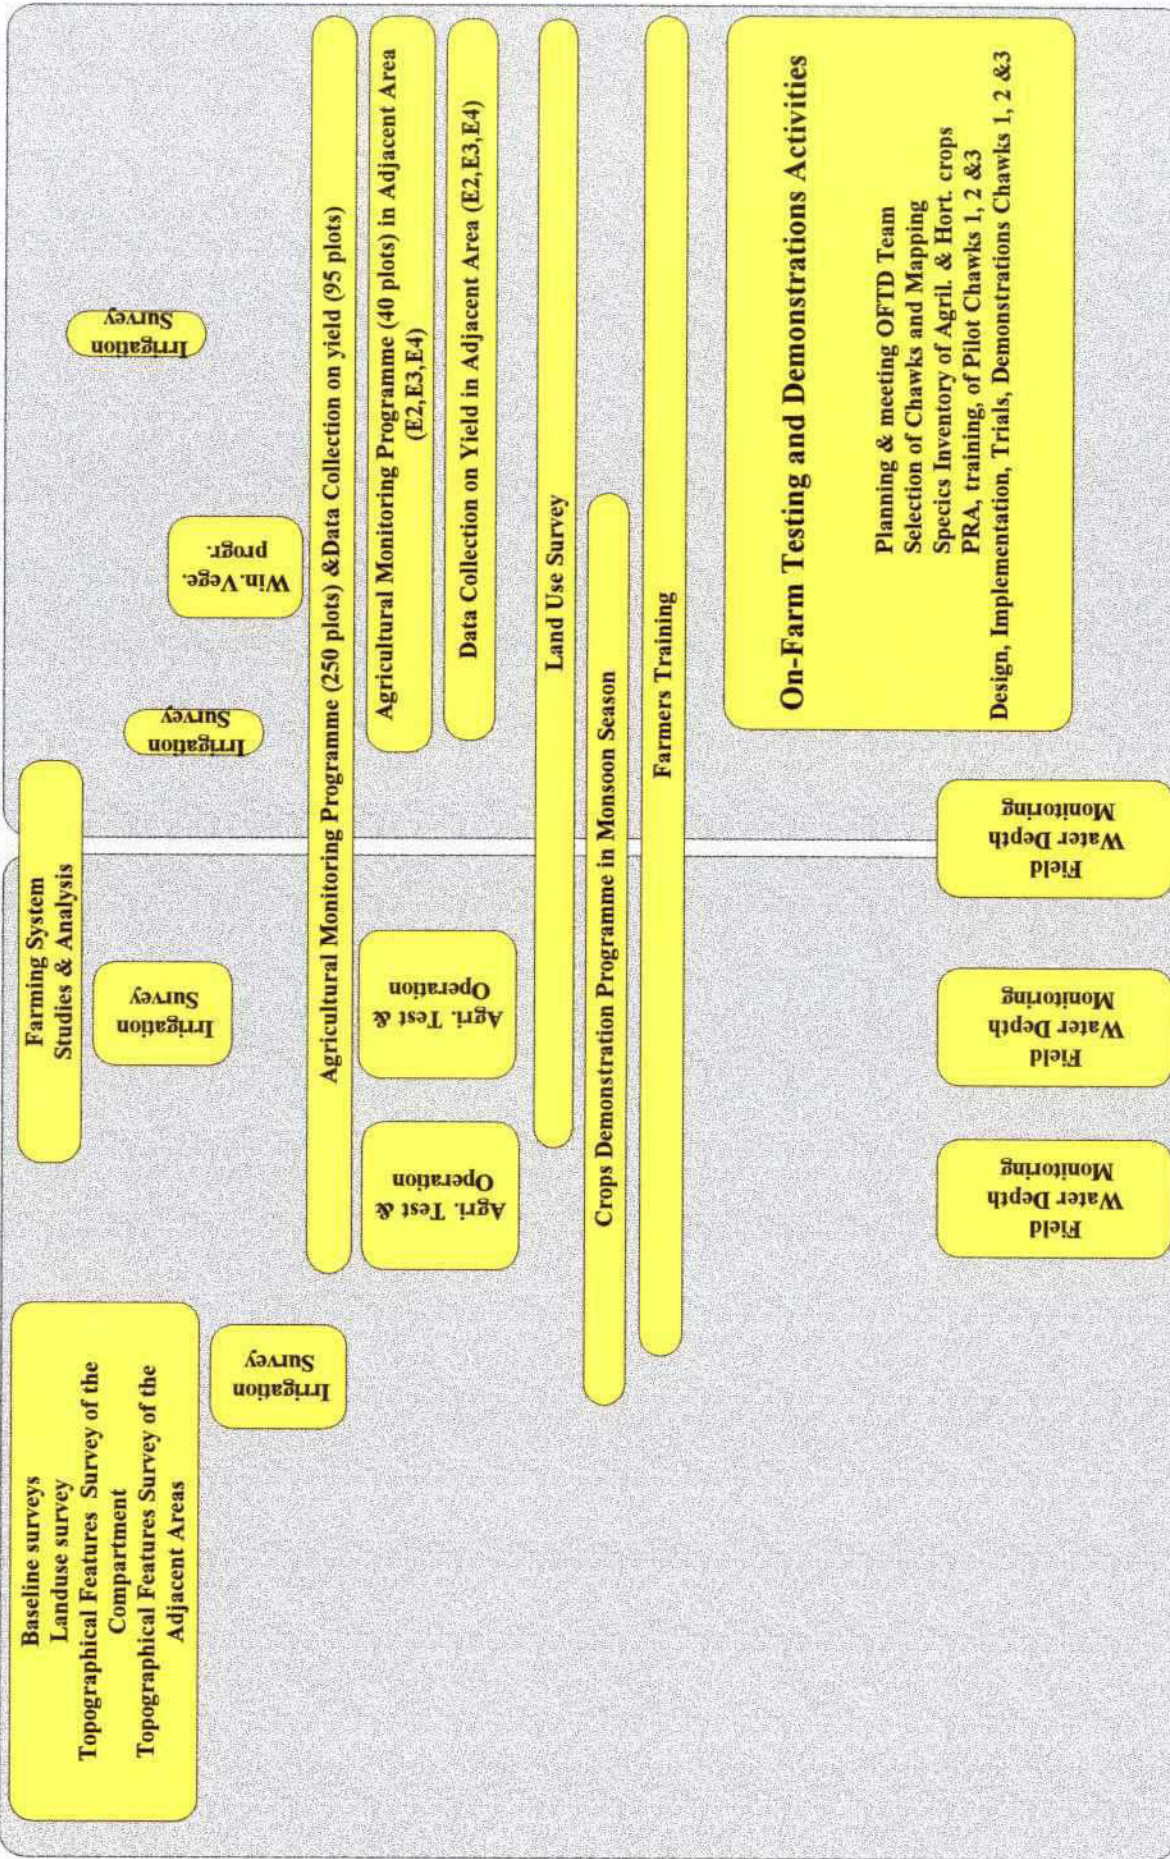 Baseline surveys
Landuse survey
Topographical Features Survey of the
Compartment
Topographical Features Survey of the
Adjacent Areas
Irrigation
Survey
Farming System
Studies & Analysis
Irrigation
Survey
Irrigation
Survey
Win.Vege.
progr.
Irrigation
Survey
Agricultural Monitoring Programme (250 plots) &Data Collection on yield (95 plots)
Agri. Test &
Operation
Agri. Test &
Operation
Agricultural Monitoring Programme (40 plots) in Adjacent Area
(E2,E3,E4)
Data Collection on Yield in Adjacent Area (E2,E3,E4)
Land Use Survey
Crops Demonstration Programme in Monsoon Season
Farmers Training
On-Farm Testing and Demonstrations Activities
Planning & meeting OFTD Team
Selection of Chawks and Mapping
Specics Inventory of Agril. & Hort. crops
PRA, training, of Pilot Chawks 1, 2 &3
Design, Implementation, Trials, Demonstrations Chawks 1, 2 &3
Field
Water Depth
Monitoring
Field
Water Depth
Monitoring
Field
Water Depth
Monitoring